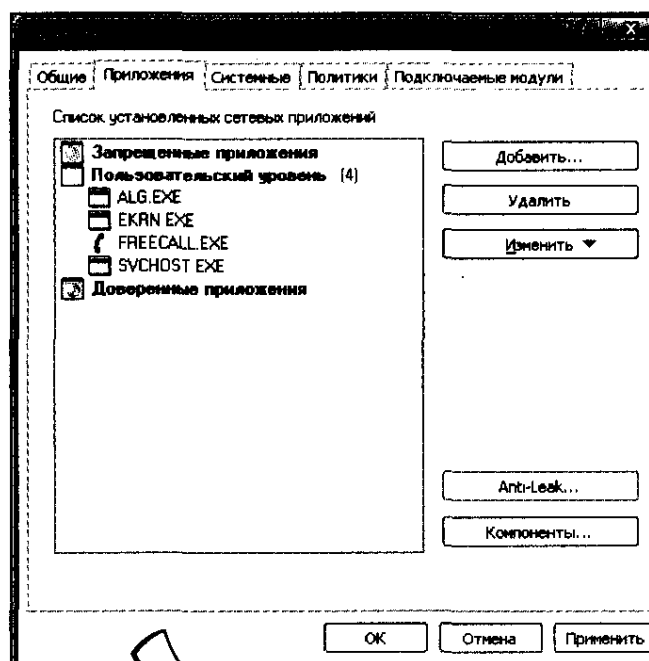 Общие Приложения Системные Политики Подключаемые модули
Список установленных сетевых приложений
Запрещенные приложения
Пользовательский уровень (4)
ALG.EXE
EKRN EXE
FREECALL.EXE
SVCHOST EXE
Доверенные приложения
Добавить...
Удалить
Изменить
Anti-Leak...
Компоненты...
OK Отмена Применить